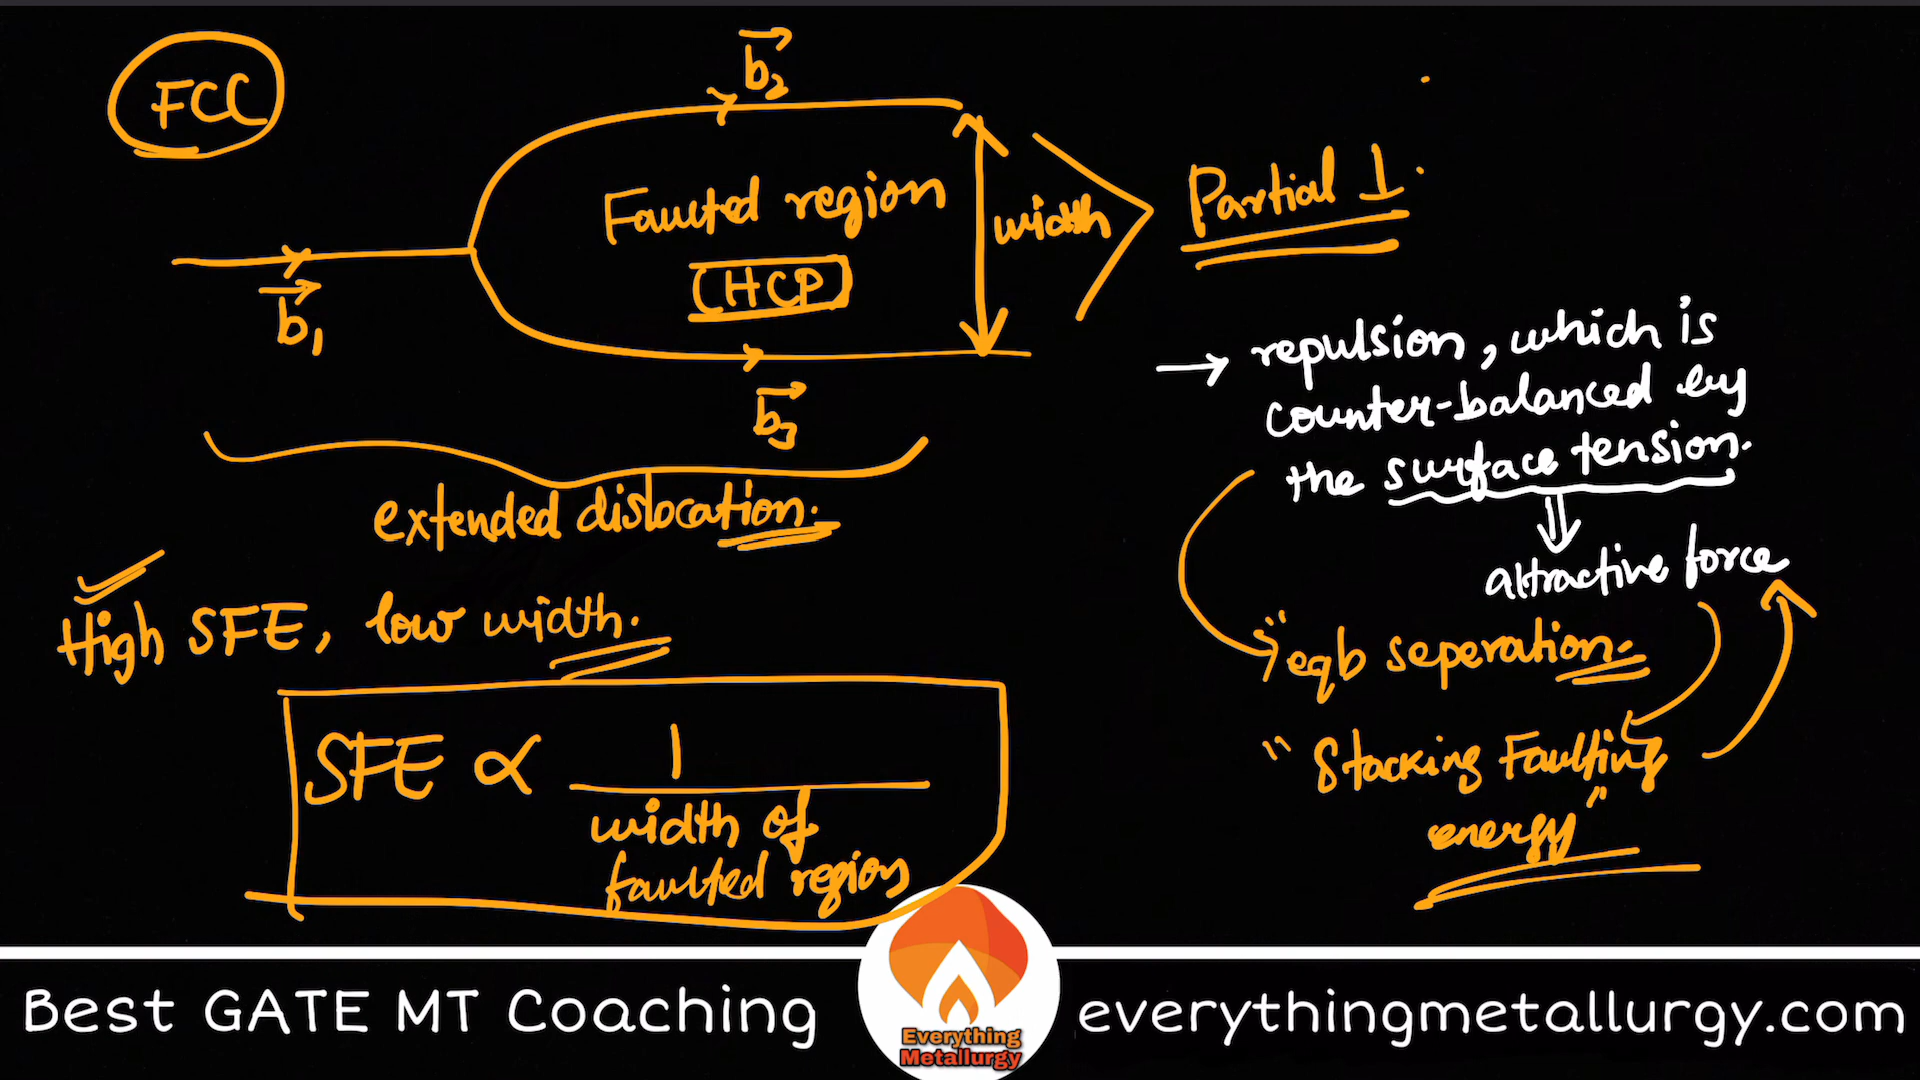 FCC
b₂
Faulted region
(HCP)
width
b₁
b₃
Partial ⊥.
→ repulsion, which is
counter-balanced by
the surface tension.
attractive force
"eqb seperation.
"Stacking Faulting
energy"
extended dislocation.
High SFE, low width.
SFE ∝ 1
width of
faulted region
Best GATE MT Coaching
Everything
Metallurgy
everythingmetallurgy.com